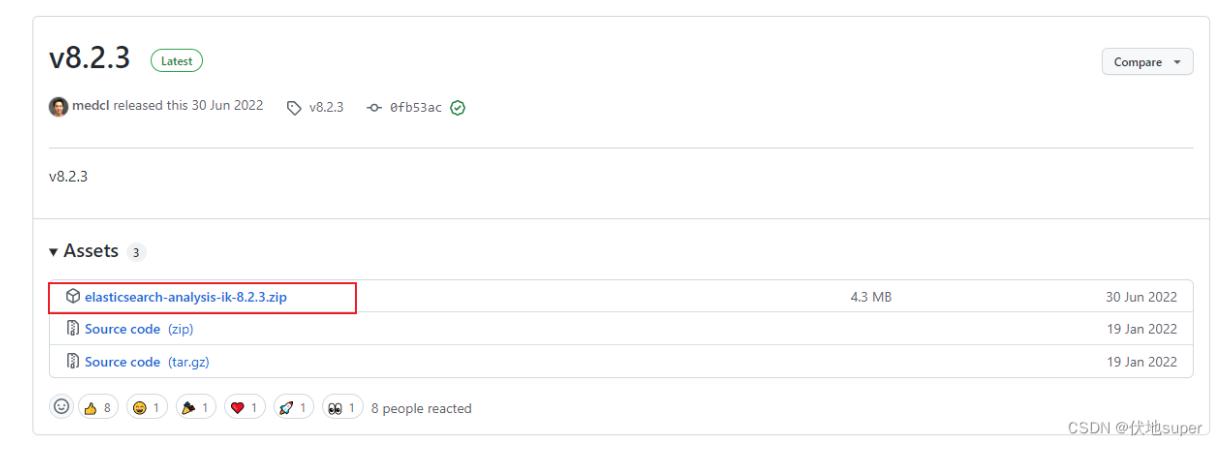 v8.2.3 Latest Compare
medcl released this 30 Jun 2022 v8.2.3 0fb53ac
v8.2.3
Assets 3
elasticsearch-analysis-ik-8.2.3.zip 4.3 MB 30 Jun 2022
Source code (zip) 19 Jan 2022
Source code (tar.gz) 19 Jan 2022
👍 8 😄 1 🎉 1 ❤️ 1 🚀 1 👀 1 8 people reacted
CSDN @伏地super